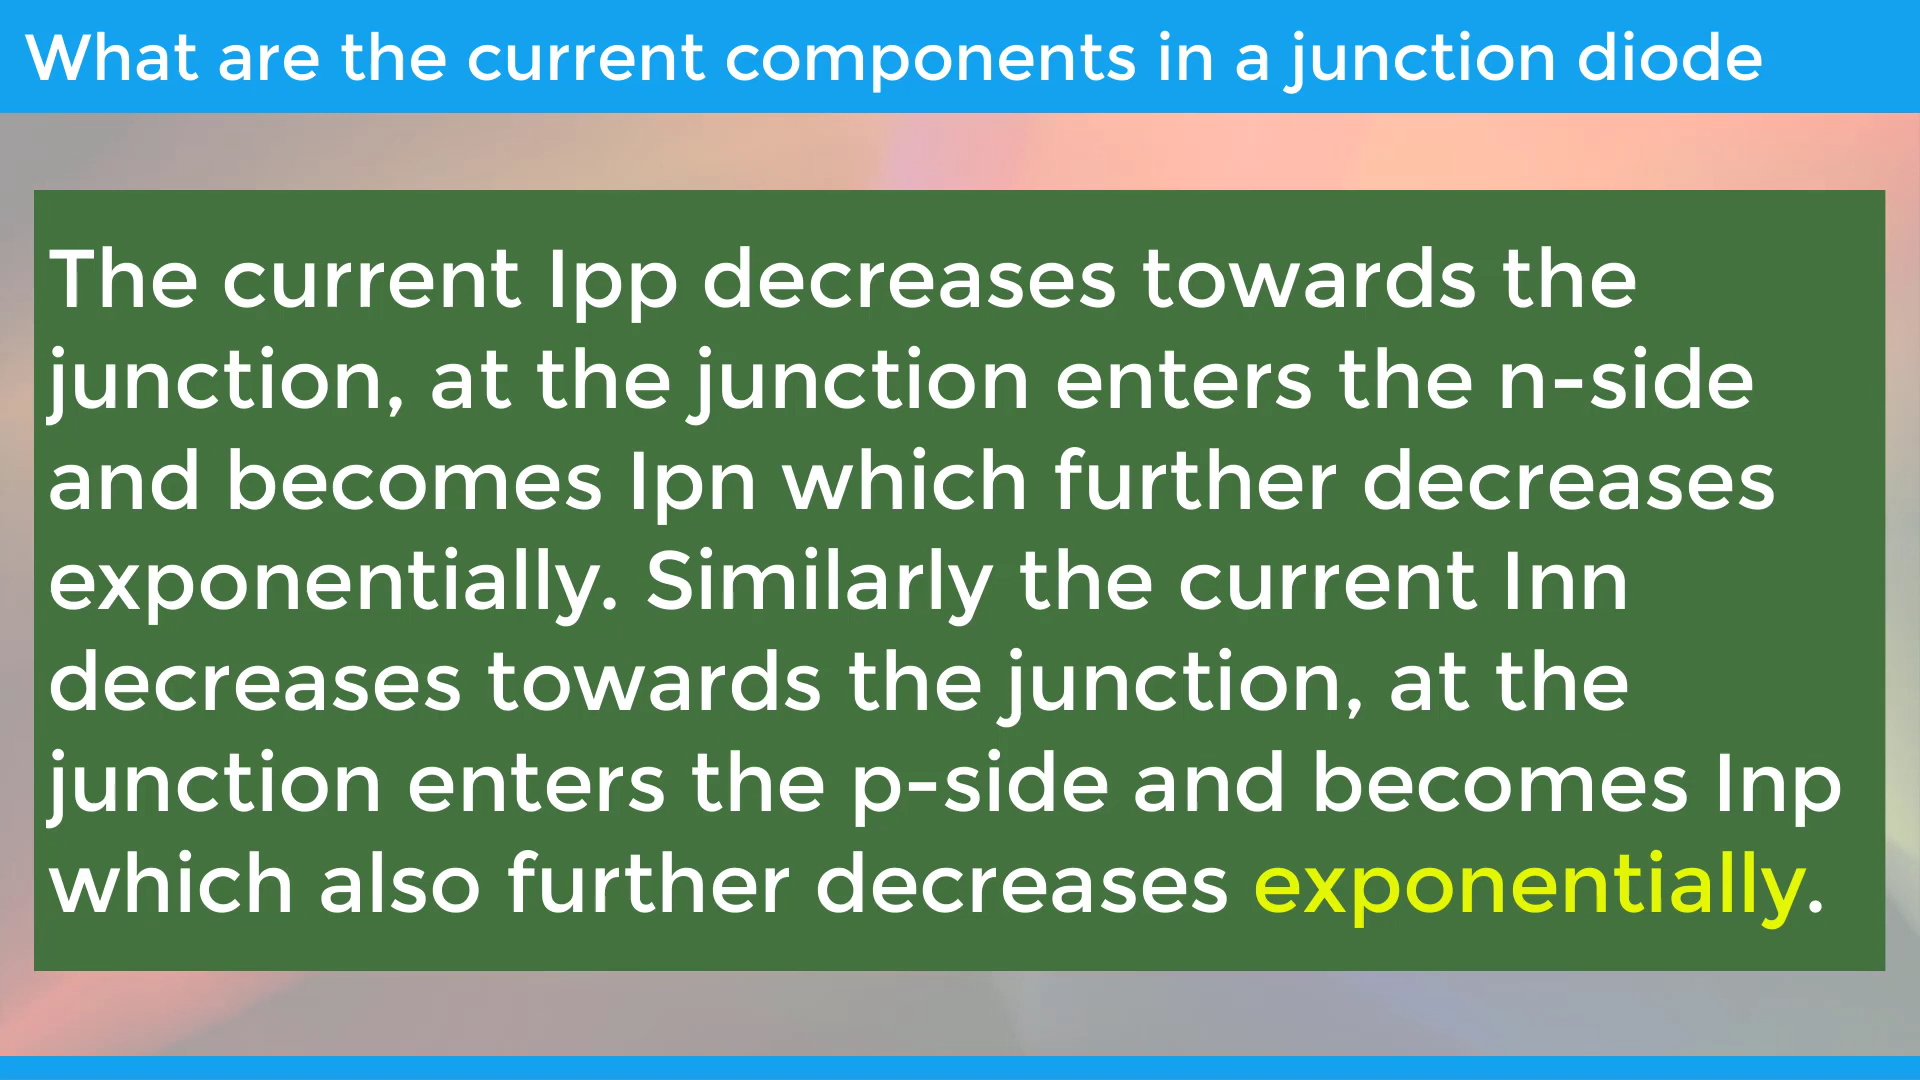 What are the current components in a junction diode
The current Ipp decreases towards the
junction, at the junction enters the n-side
and becomes Ipn which further decreases
exponentially. Similarly the current Inn
decreases towards the junction, at the
junction enters the p-side and becomes Inp
which also further decreases exponentially.